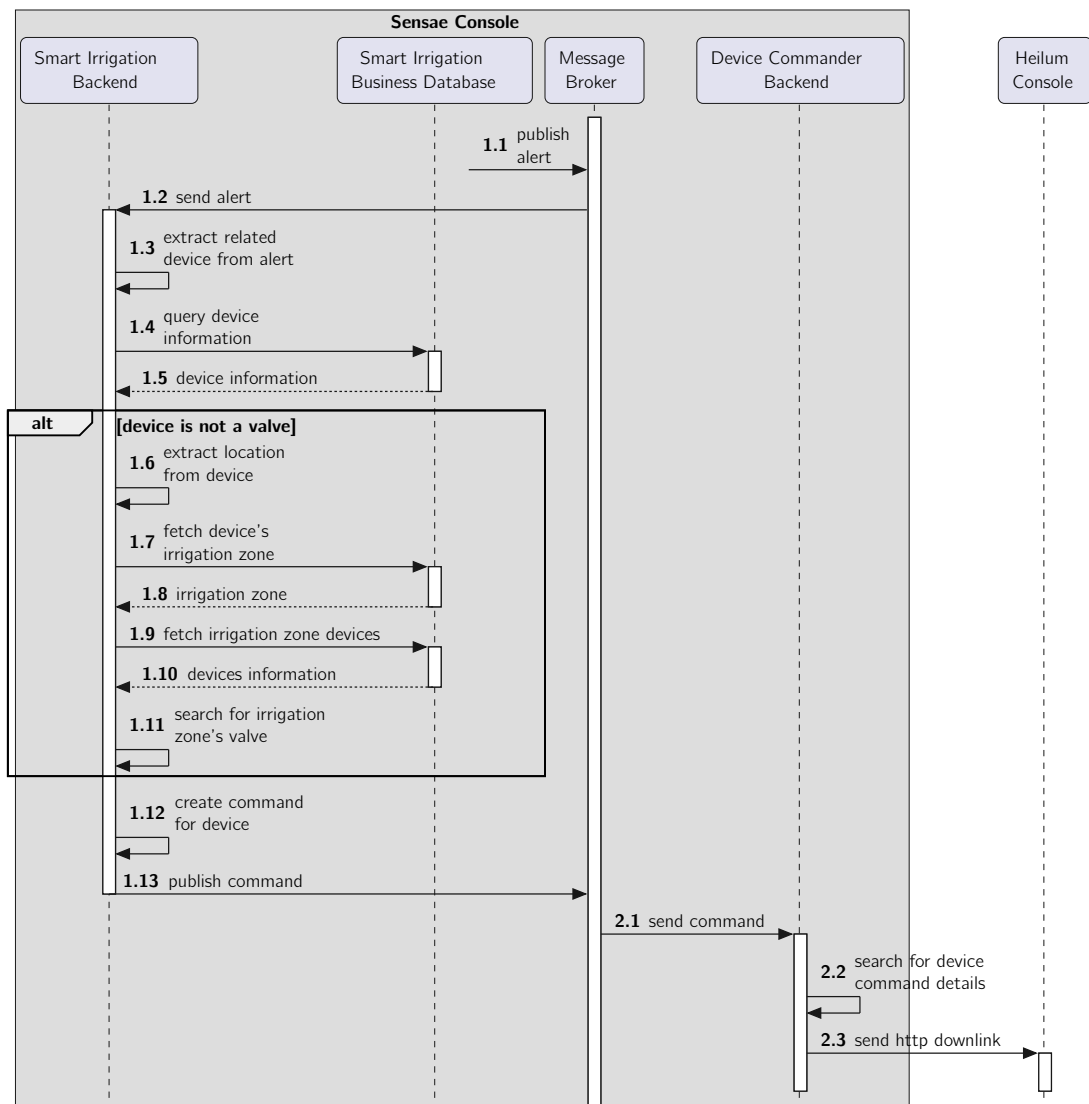 Sensae Console
Smart Irrigation
Backend
Smart Irrigation
Business Database
Message
Broker
Device Commander
Backend
Heilum
Console
1.1 publish
alert
1.2 send alert
1.3 extract related
device from alert
1.4 query device
information
1.5 device information
alt [device is not a valve]
1.6 extract location
from device
1.7 fetch device's
irrigation zone
1.8 irrigation zone
1.9 fetch irrigation zone devices
1.10 devices information
1.11 search for irrigation
zone's valve
1.12 create command
for device
1.13 publish command
2.1 send command
2.2 search for device
command details
2.3 send http downlink